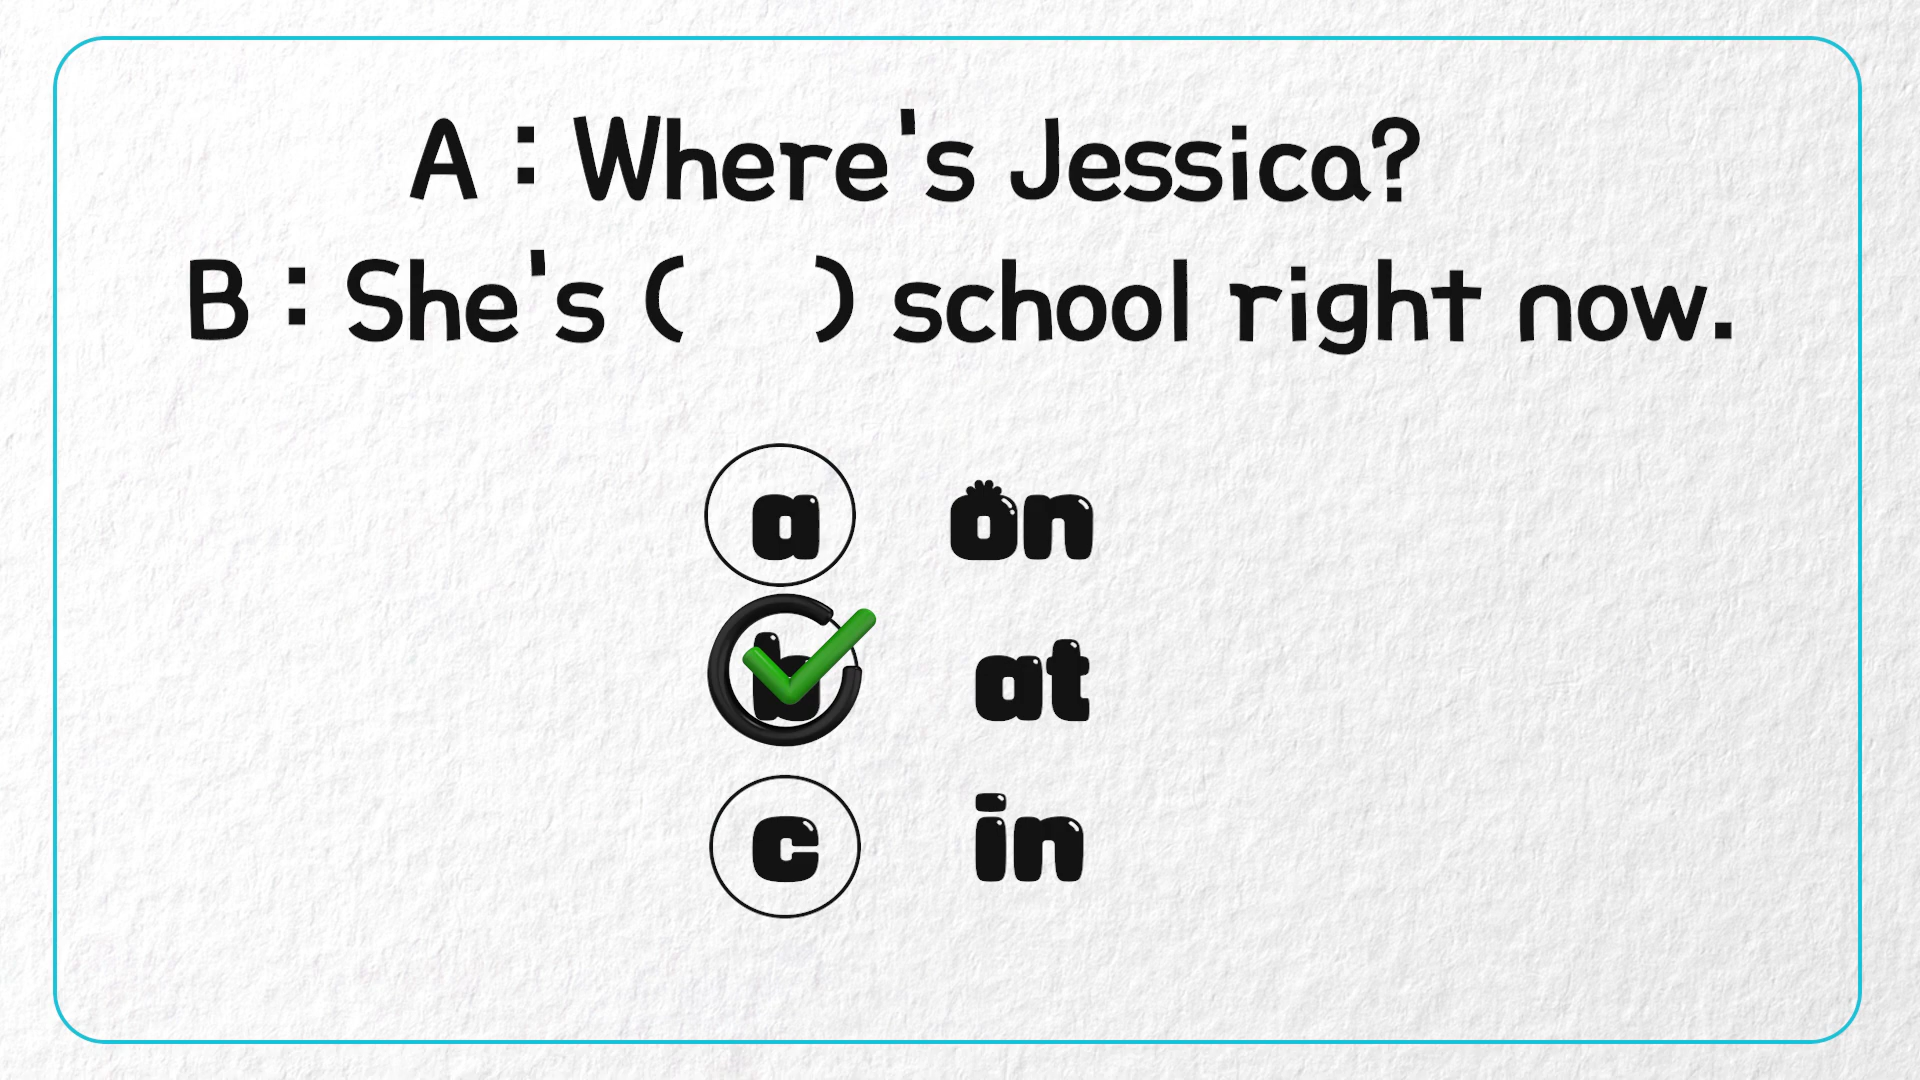 A : Where's Jessica?
B : She's (     ) school right now.
a on
b at
c in